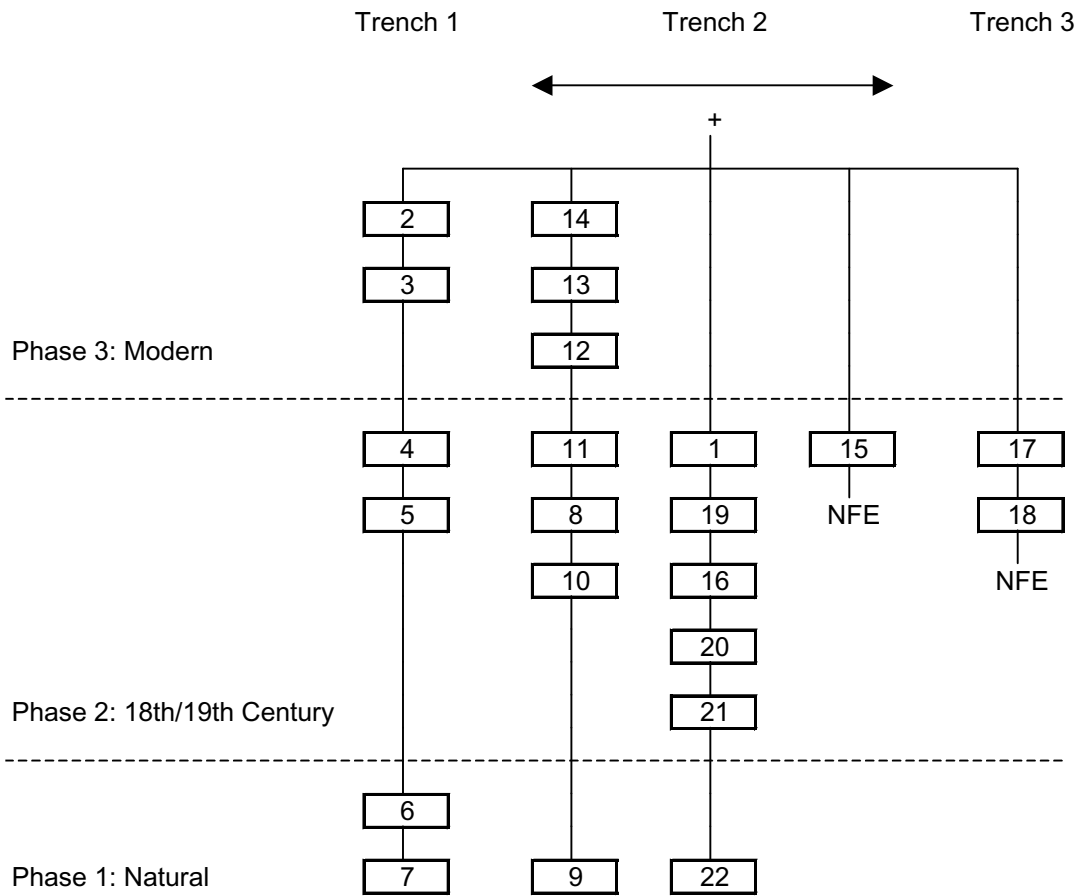 Trench 1 Trench 2 Trench 3
+
2 14
3 13
Phase 3: Modern 12
4 11 1 15 17
5 8 19 NFE 18
10 16 NFE
20
Phase 2: 18th/19th Century 21
6
Phase 1: Natural 7 9 22